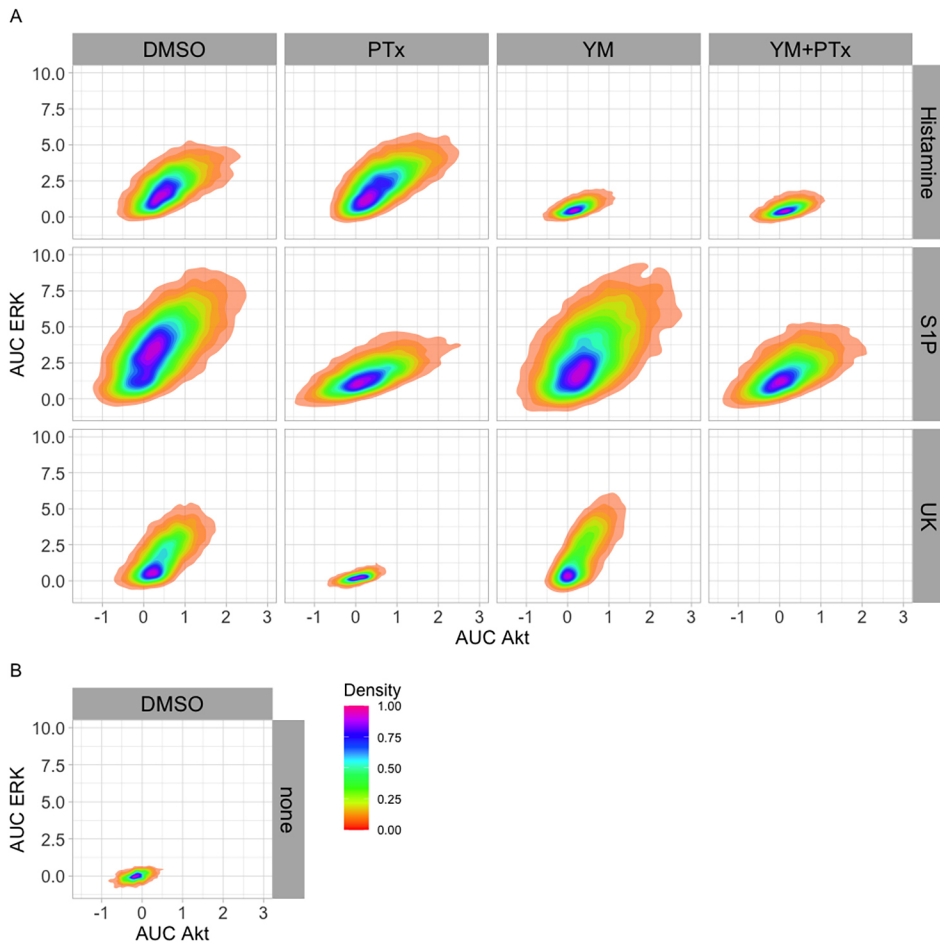 A
DMSO PTx YM YM+PTx
10.0
7.5
5.0
2.5
0.0
Histamine
10.0
7.5
5.0
2.5
0.0
AUC ERK
S1P
10.0
7.5
5.0
2.5
0.0
UK
-1 0 1 2 3 -1 0 1 2 3 -1 0 1 2 3 -1 0 1 2 3
AUC Akt
B
DMSO
10.0
7.5
5.0
2.5
0.0
AUC ERK
none
-1 0 1 2 3
AUC Akt
Density
1.00
0.75
0.50
0.25
0.00